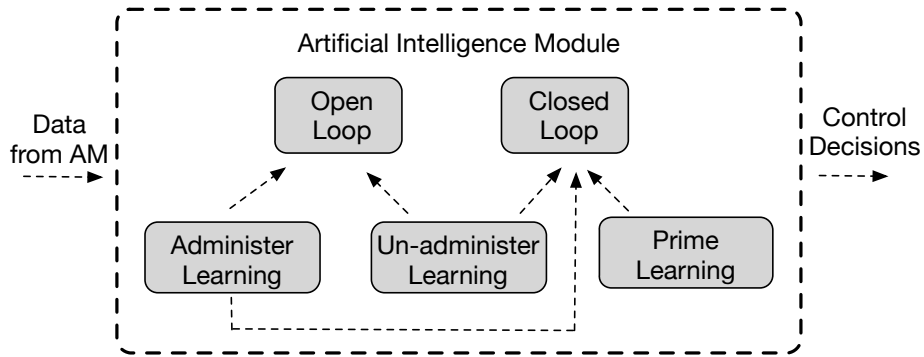 Artificial Intelligence Module
Open
Loop
Closed
Loop
Data
from AM
Control
Decisions
Administer
Learning
Un-administer
Learning
Prime
Learning